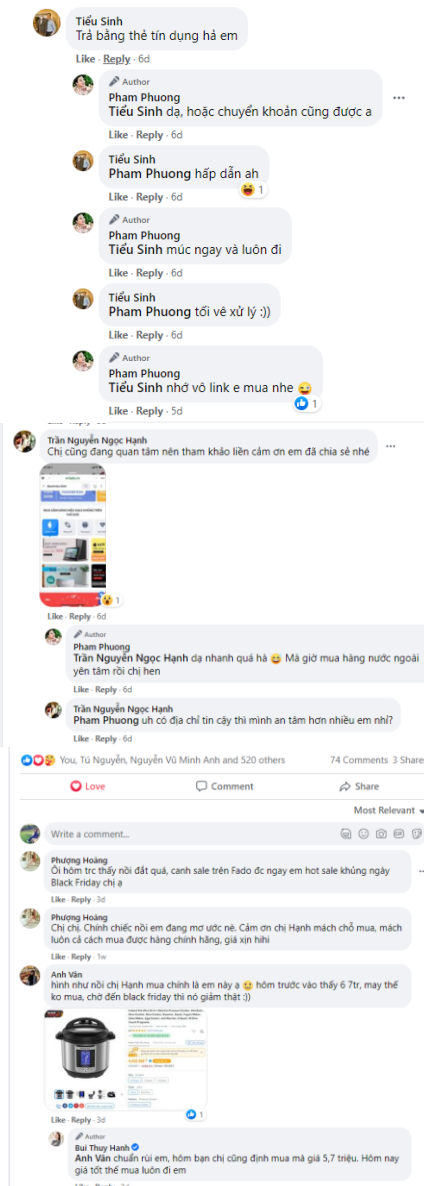 Tiểu Sinh
Trả bằng thẻ tín dụng hả em
Like · Reply · 6d
Author
Pham Phuong
Tiểu Sinh dạ, hoặc chuyển khoản cũng được a
Like · Reply · 6d
Tiểu Sinh
Pham Phuong hấp dẫn ah
1
Like · Reply · 6d
Author
Pham Phuong
Tiểu Sinh múc ngay và luôn đi
Like · Reply · 6d
Tiểu Sinh
Pham Phuong tối vê xử lý :))
Like · Reply · 6d
Author
Pham Phuong
Tiểu Sinh nhớ vô link e mua nhe
1
Like · Reply · 5d
Trần Nguyễn Ngọc Hạnh
Chị cũng đang quan tâm nên tham khảo liền cảm ơn em đã chia sẻ nhé
1
Like · Reply · 6d
Author
Pham Phuong
Trần Nguyễn Ngọc Hạnh dạ nhanh quá hà Mà giờ mua hàng nước ngoài
yên tâm rồi chị hen
Like · Reply · 6d
Trần Nguyễn Ngọc Hạnh
Pham Phuong uh có địa chỉ tin cậy thì mình an tâm hơn nhiều em nhỉ?
Like · Reply · 6d
You, Tú Nguyễn, Nguyễn Vũ Minh Anh and 520 others 74 Comments 3 Share
Love Comment Share
Most Relevant
Write a comment...
GIF
Phượng Hoàng
Ôi hôm trc thấy nồi đắt quá, canh sale trên Fado đc ngay em hot sale khủng ngày
Black Friday chị ạ
Like · Reply · 3d
Phượng Hoàng
Chị chị. Chính chiếc nồi em đang mơ ước nè. Cảm ơn chị Hạnh mách chỗ mua, mách
luôn cả cách mua được hàng chính hãng, giá xịn hihi
Like · Reply · 1w
Anh Vân
hình như nồi chị Hạnh mua chính là em này ạ hôm trước vào thấy 6 7tr, may thế
ko mua, chờ đến black friday thì nó giảm thật :))
1
Like · Reply · 3d
Author
Bui Thuy Hanh
Anh Vân chuẩn rùi em, hôm bạn chị cũng định mua mà giá 5,7 triệu. Hôm nay
giá tốt thế mua luôn đi em